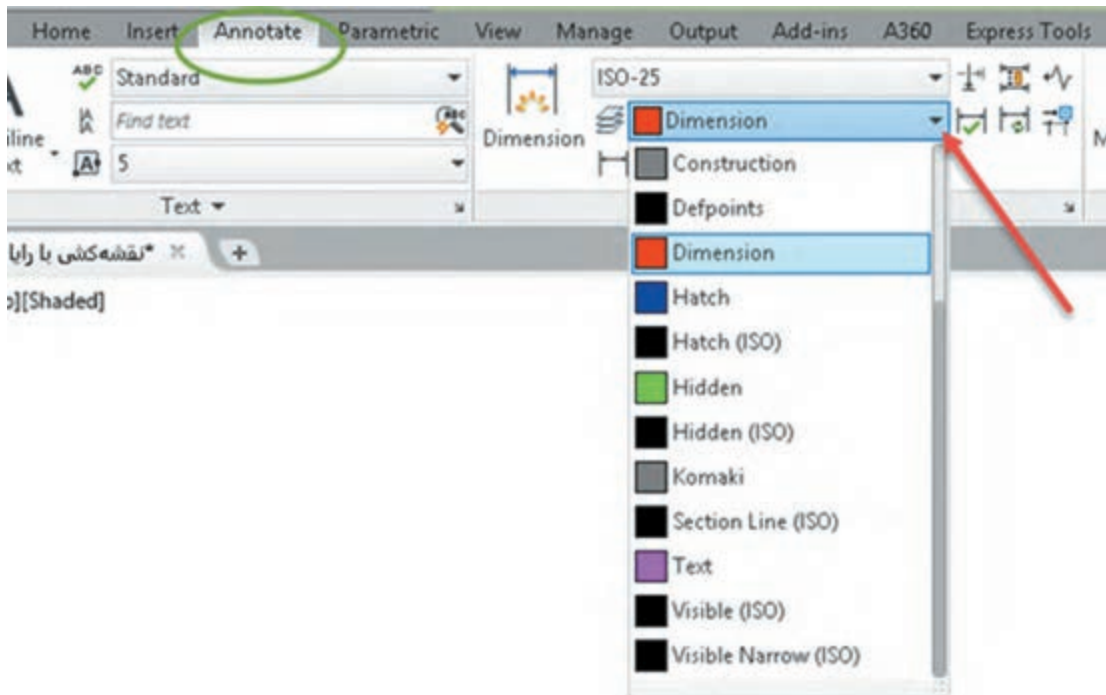 Home Insert Annotate Parametric View Manage Output Add-ins A360 Express Tools
ABC Standard
Find text ABC
5
Text
Dimension
ISO-25
Dimension
Construction
Defpoints
Dimension
Hatch
Hatch (ISO)
Hidden
Hidden (ISO)
Komaki
Section Line (ISO)
Text
Visible (ISO)
Visible Narrow (ISO)
*نقشه‌کشی با رایا
][Shaded]